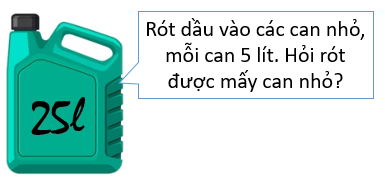 Rót dầu vào các can nhỏ,
mỗi can 5 lít. Hỏi rót
được mấy can nhỏ?
25l